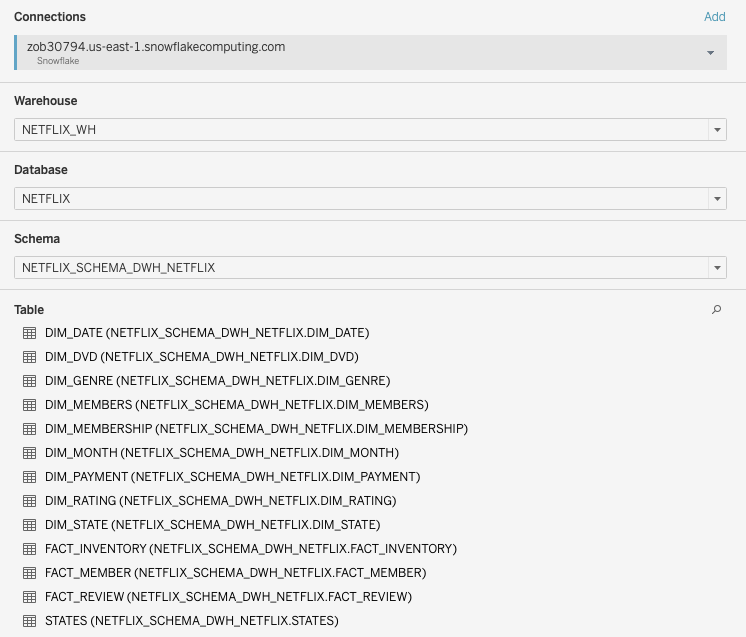 Connections Add
zob30794.us-east-1.snowflakecomputing.com
Snowflake
Warehouse
NETFLIX_WH
Database
NETFLIX
Schema
NETFLIX_SCHEMA_DWH_NETFLIX
Table
DIM_DATE (NETFLIX_SCHEMA_DWH_NETFLIX.DIM_DATE)
DIM_DVD (NETFLIX_SCHEMA_DWH_NETFLIX.DIM_DVD)
DIM_GENRE (NETFLIX_SCHEMA_DWH_NETFLIX.DIM_GENRE)
DIM_MEMBERS (NETFLIX_SCHEMA_DWH_NETFLIX.DIM_MEMBERS)
DIM_MEMBERSHIP (NETFLIX_SCHEMA_DWH_NETFLIX.DIM_MEMBERSHIP)
DIM_MONTH (NETFLIX_SCHEMA_DWH_NETFLIX.DIM_MONTH)
DIM_PAYMENT (NETFLIX_SCHEMA_DWH_NETFLIX.DIM_PAYMENT)
DIM_RATING (NETFLIX_SCHEMA_DWH_NETFLIX.DIM_RATING)
DIM_STATE (NETFLIX_SCHEMA_DWH_NETFLIX.DIM_STATE)
FACT_INVENTORY (NETFLIX_SCHEMA_DWH_NETFLIX.FACT_INVENTORY)
FACT_MEMBER (NETFLIX_SCHEMA_DWH_NETFLIX.FACT_MEMBER)
FACT_REVIEW (NETFLIX_SCHEMA_DWH_NETFLIX.FACT_REVIEW)
STATES (NETFLIX_SCHEMA_DWH_NETFLIX.STATES)